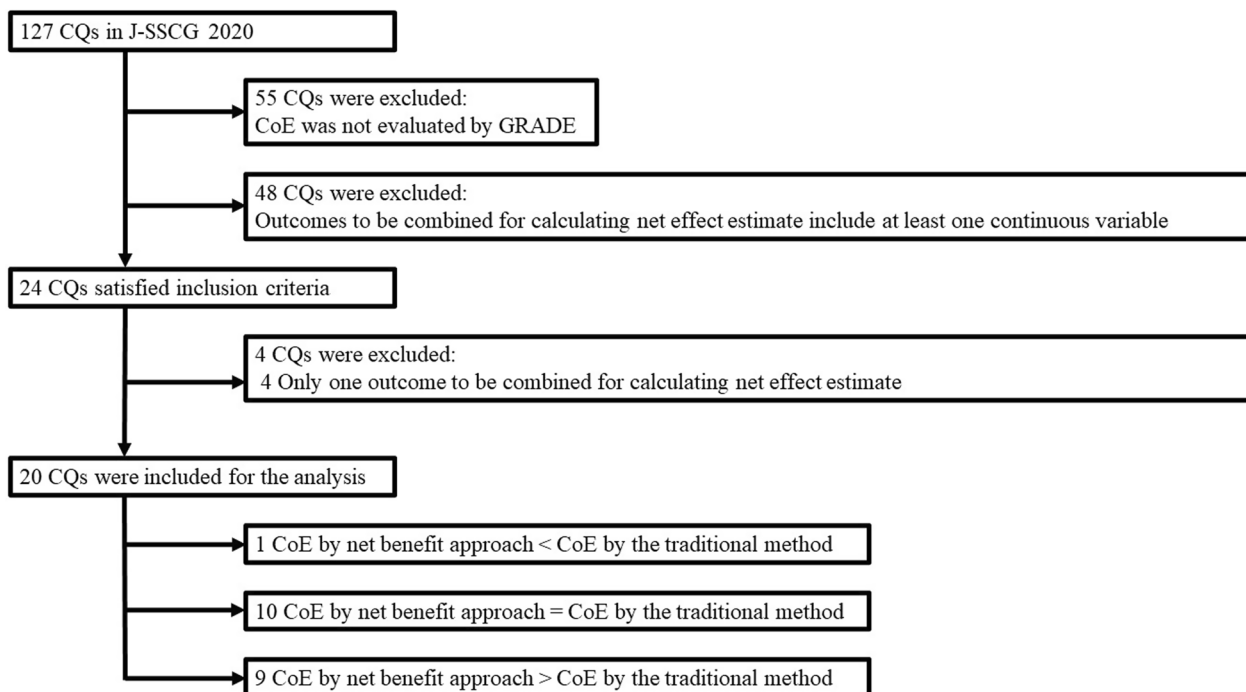 127 CQs in J-SSCG 2020
55 CQs were excluded:
CoE was not evaluated by GRADE
48 CQs were excluded:
Outcomes to be combined for calculating net effect estimate include at least one continuous variable
24 CQs satisfied inclusion criteria
4 CQs were excluded:
4 Only one outcome to be combined for calculating net effect estimate
20 CQs were included for the analysis
1 CoE by net benefit approach < CoE by the traditional method
10 CoE by net benefit approach = CoE by the traditional method
9 CoE by net benefit approach > CoE by the traditional method